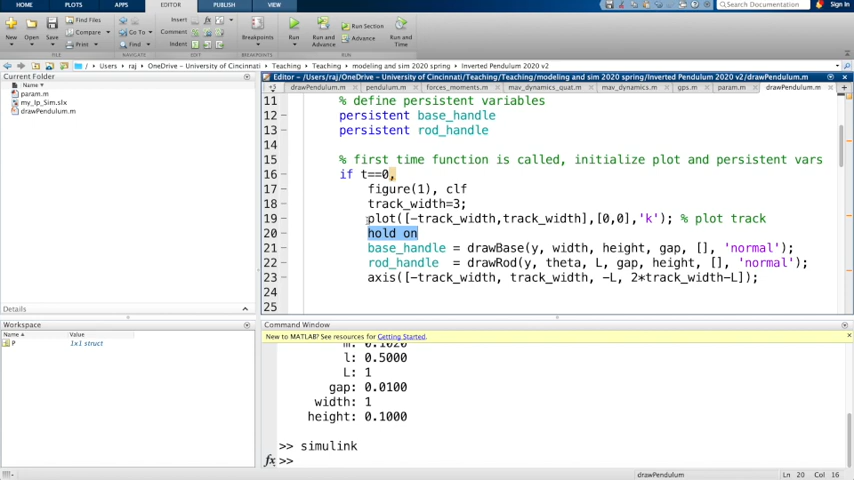 HOME PLOTS APPS EDITOR PUBLISH VIEW Search Documentation Sign In
New Open Save Find Files Compare Print Go To Find Insert Comment Indent Breakpoints Run Run and Advance Run Section Advance Run and Time
FILE NAVIGATE EDIT BREAKPOINTS RUN
/ Users raj OneDrive - University of Cincinnati Teaching Teaching modeling and sim 2020 spring Inverted Pendulum 2020 v2
Current Folder
Name
param.m
my_Ip_Sim.slx
drawPendulum.m
Details
Workspace
Name Value
P 1x1 struct
Editor - /Users/raj/OneDrive - University of Cincinnati/Teaching/Teaching/modeling and sim 2020 spring/Inverted Pendulum 2020 v2/drawPendulum.m
drawPendulum.m pendulum.m forces_moments.m mav_dynamics_quat.m mav_dynamics.m gps.m param.m drawPendulum.m
11 % define persistent variables
12 persistent base_handle
13 persistent rod_handle
14
15 % first time function is called, initialize plot and persistent vars
16 if t==0,
17 figure(1), clf
18 track_width=3;
19 plot([-track_width,track_width],[0,0],'k'); % plot track
20 hold on
21 base_handle = drawBase(y, width, height, gap, [], 'normal');
22 rod_handle = drawRod(y, theta, L, gap, height, [], 'normal');
23 axis([-track_width, track_width, -L, 2*track_width-L]);
24
25
Command Window
New to MATLAB? See resources for Getting Started.
m: 0.1020
l: 0.5000
L: 1
gap: 0.0100
width: 1
height: 0.1000
>> simulink
fx >>
drawPendulum Ln 20 Col 16